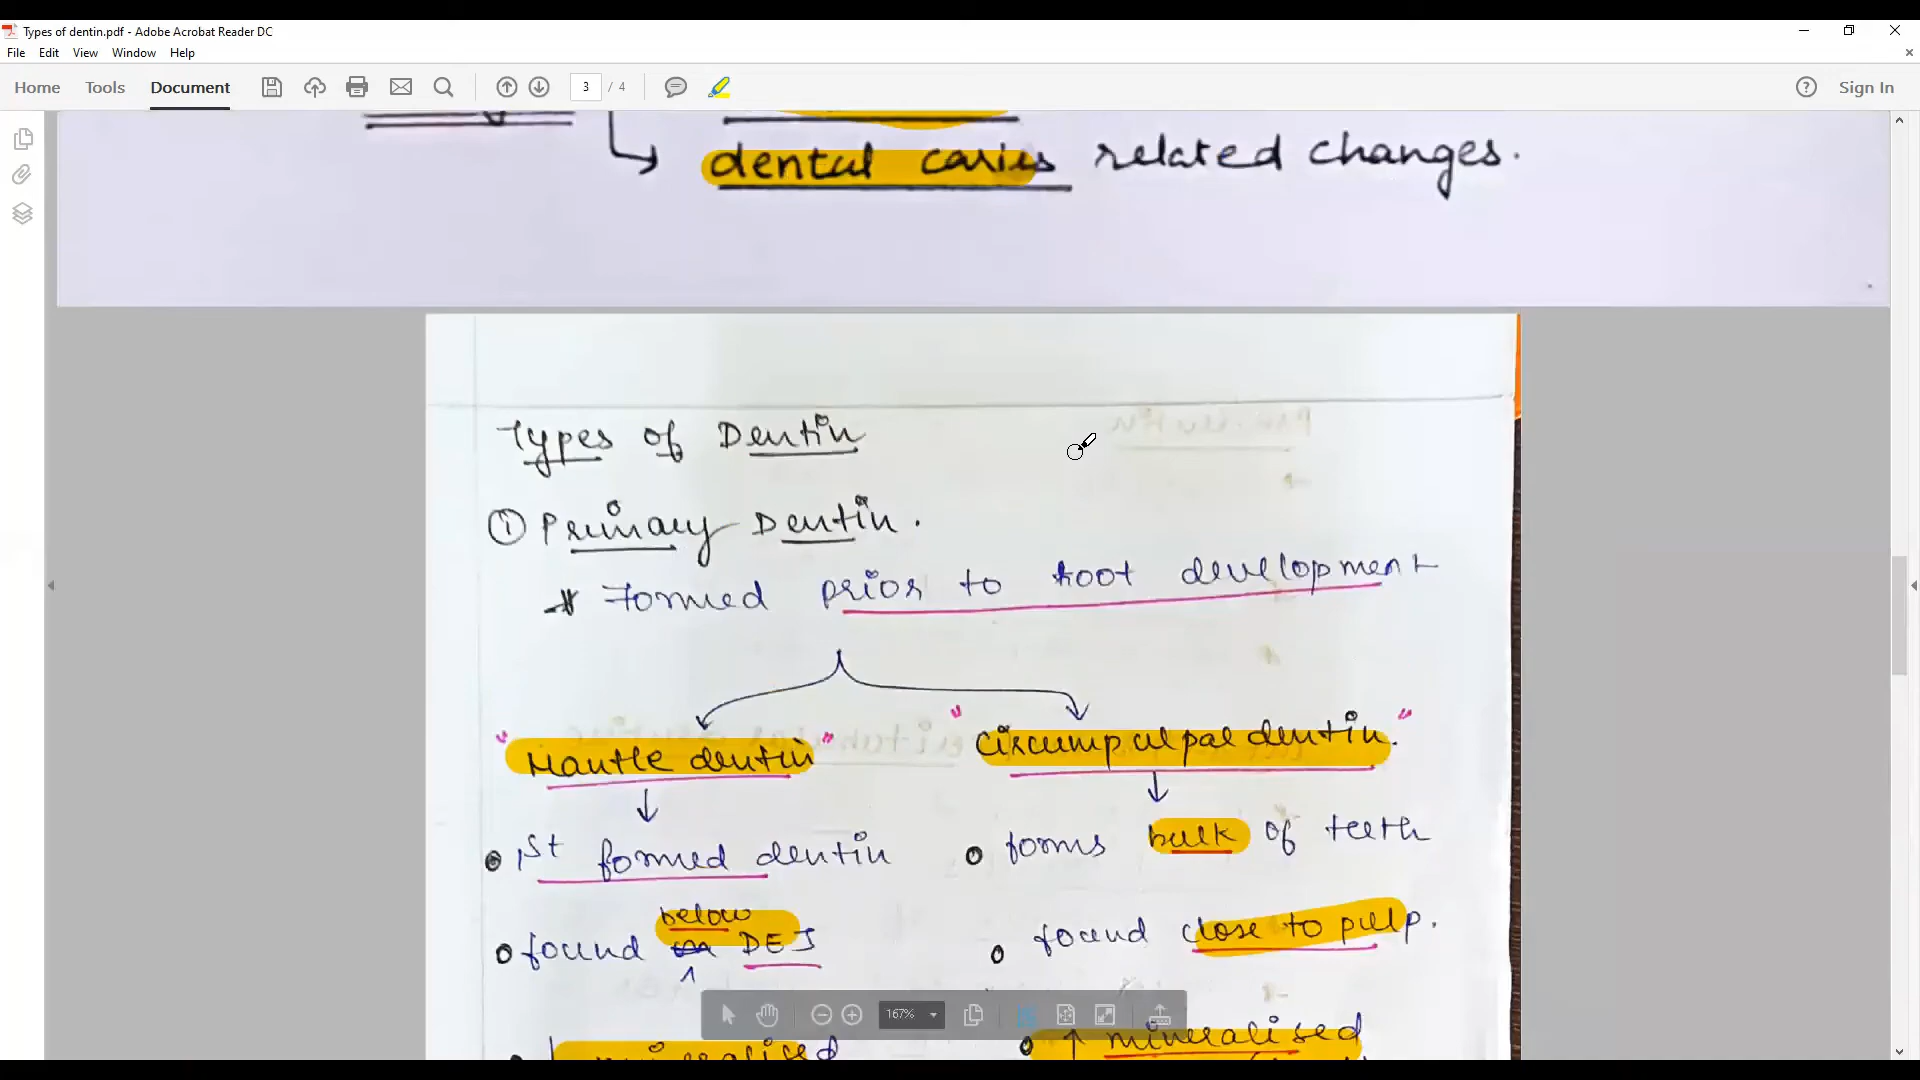 Types of dentin.pdf - Adobe Acrobat Reader DC
File Edit View Window Help
Home Tools Document 3 / 4 Sign In
dental caries related changes.
Types of Dentin
① Primary Dentin.
* Formed prior to root development
"Mantle dentin" "Circumpulpal dentin."
1st formed dentin forms bulk of teeth
below
found DEJ found close to pulp.
167%
mineralised ↑ mineralised